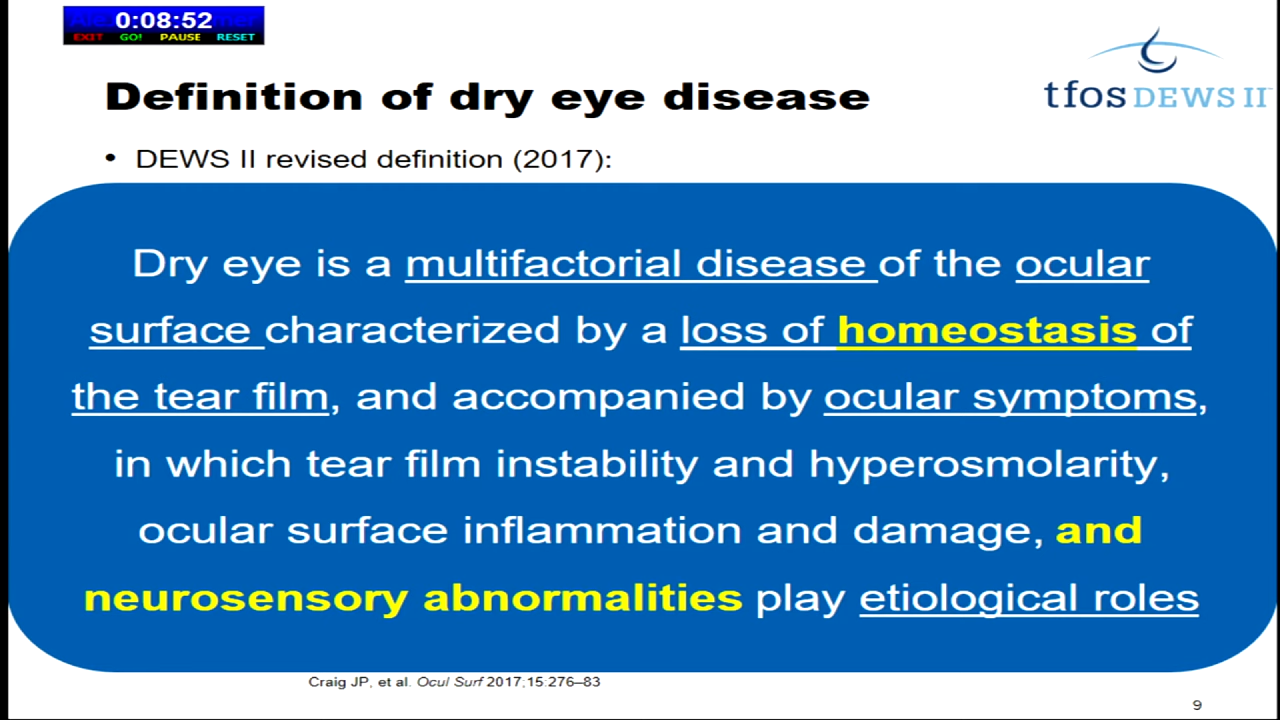 0:08:52
EXIT GO! PAUSE RESET
tfos DEWS II
Definition of dry eye disease
• DEWS II revised definition (2017):
Dry eye is a multifactorial disease of the ocular
surface characterized by a loss of homeostasis of
the tear film, and accompanied by ocular symptoms,
in which tear film instability and hyperosmolarity,
ocular surface inflammation and damage, and
neurosensory abnormalities play etiological roles
Craig JP, et al. Ocul Surf 2017;15:276–83
9